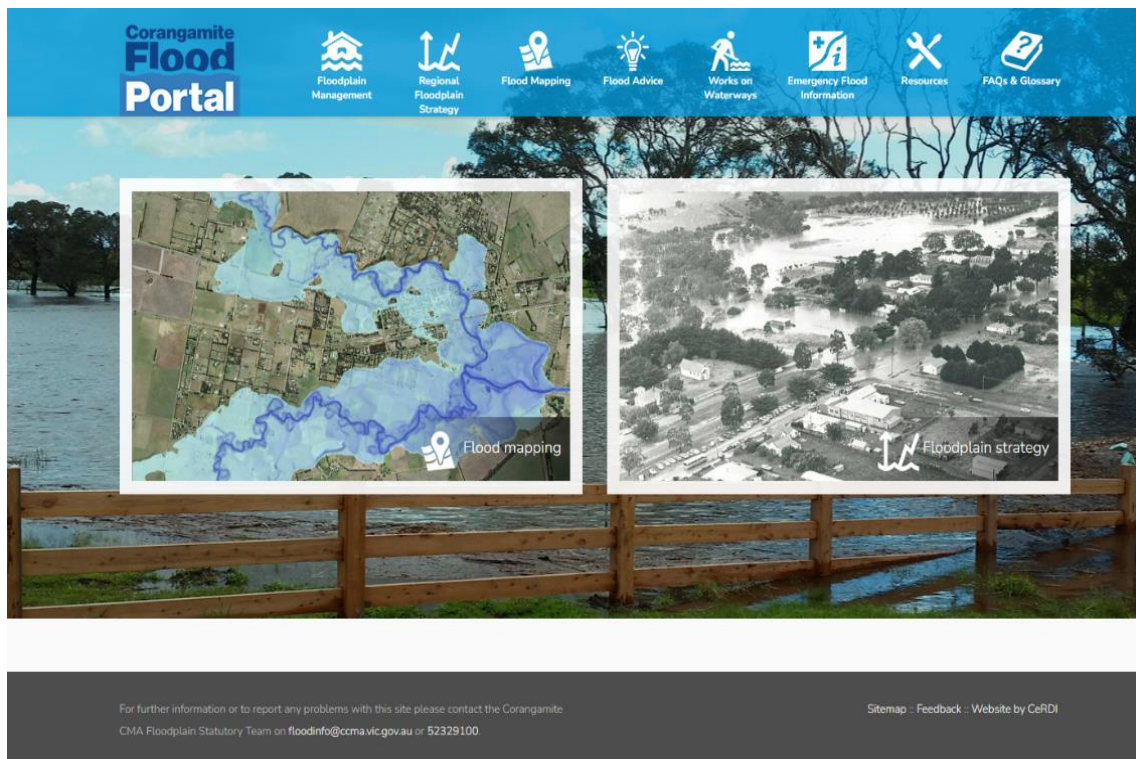 Corangamite
Flood
Portal
Floodplain
Management
Regional
Floodplain
Strategy
Flood Mapping
Flood Advice
Works on
Waterways
Emergency Flood
Information
Resources
FAQs & Glossary
Flood mapping
Floodplain strategy
For further information or to report any problems with this site please contact the Corangamite
CMA Floodplain Statutory Team on floodinfo@ccma.vic.gov.au or 52329100.
Sitemap :: Feedback :: Website by CeRDI